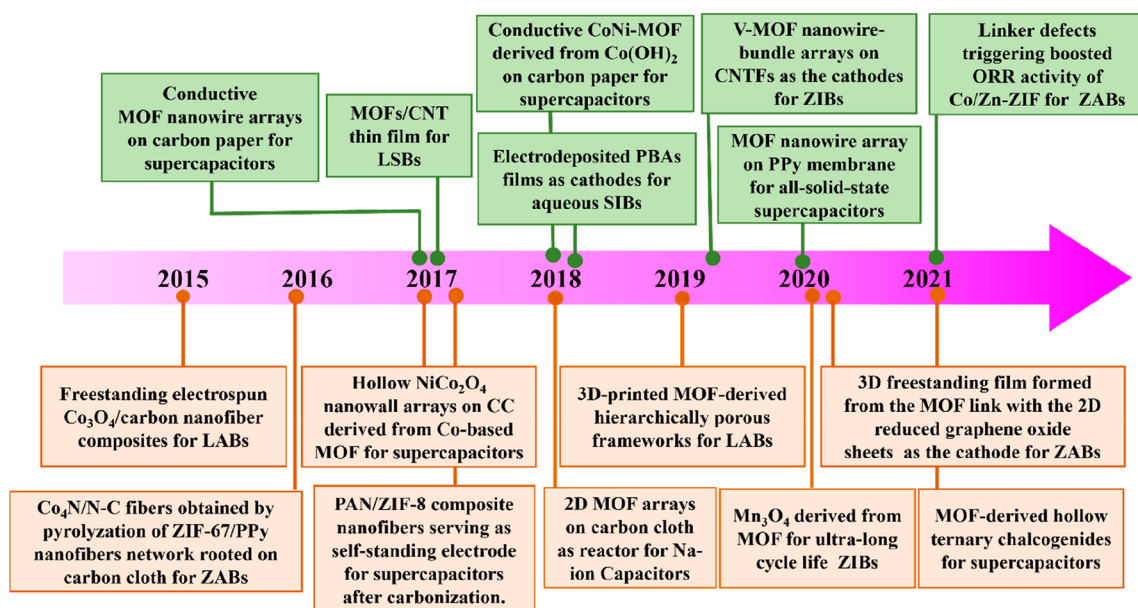 Conductive
MOF nanowire arrays
on carbon paper for
supercapacitors
MOFs/CNT
thin film for
LSBs
Conductive CoNi-MOF
derived from Co(OH)₂
on carbon paper for
supercapacitors
Electrodeposited PBAs
films as cathodes for
aqueous SIBs
V-MOF nanowire-
bundle arrays on
CNTFs as the cathodes
for ZIBs
MOF nanowire array
on PPy membrane
for all-solid-state
supercapacitors
Linker defects
triggering boosted
ORR activity of
Co/Zn-ZIF for ZABs
2015 2016 2017 2018 2019 2020 2021
Freestanding electrospun
Co₃O₄/carbon nanofiber
composites for LABs
Co₄N/N-C fibers obtained by
pyrolyzation of ZIF-67/PPy
nanofibers network rooted on
carbon cloth for ZABs
Hollow NiCo₂O₄
nanowall arrays on CC
derived from Co-based
MOF for supercapacitors
PAN/ZIF-8 composite
nanofibers serving as
self-standing electrode
for supercapacitors
after carbonization.
2D MOF arrays
on carbon cloth
as reactor for Na-
ion Capacitors
3D-printed MOF-derived
hierarchically porous
frameworks for LABs
Mn₃O₄ derived from
MOF for ultra-long
cycle life ZIBs
3D freestanding film formed
from the MOF link with the 2D
reduced graphene oxide
sheets as the cathode for ZABs
MOF-derived hollow
ternary chalcogenides
for supercapacitors